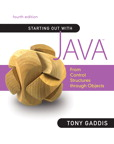 fourth edition
STARTING OUT WITH
JAVA
From
Control
Structures
through Objects
TONY GADDIS